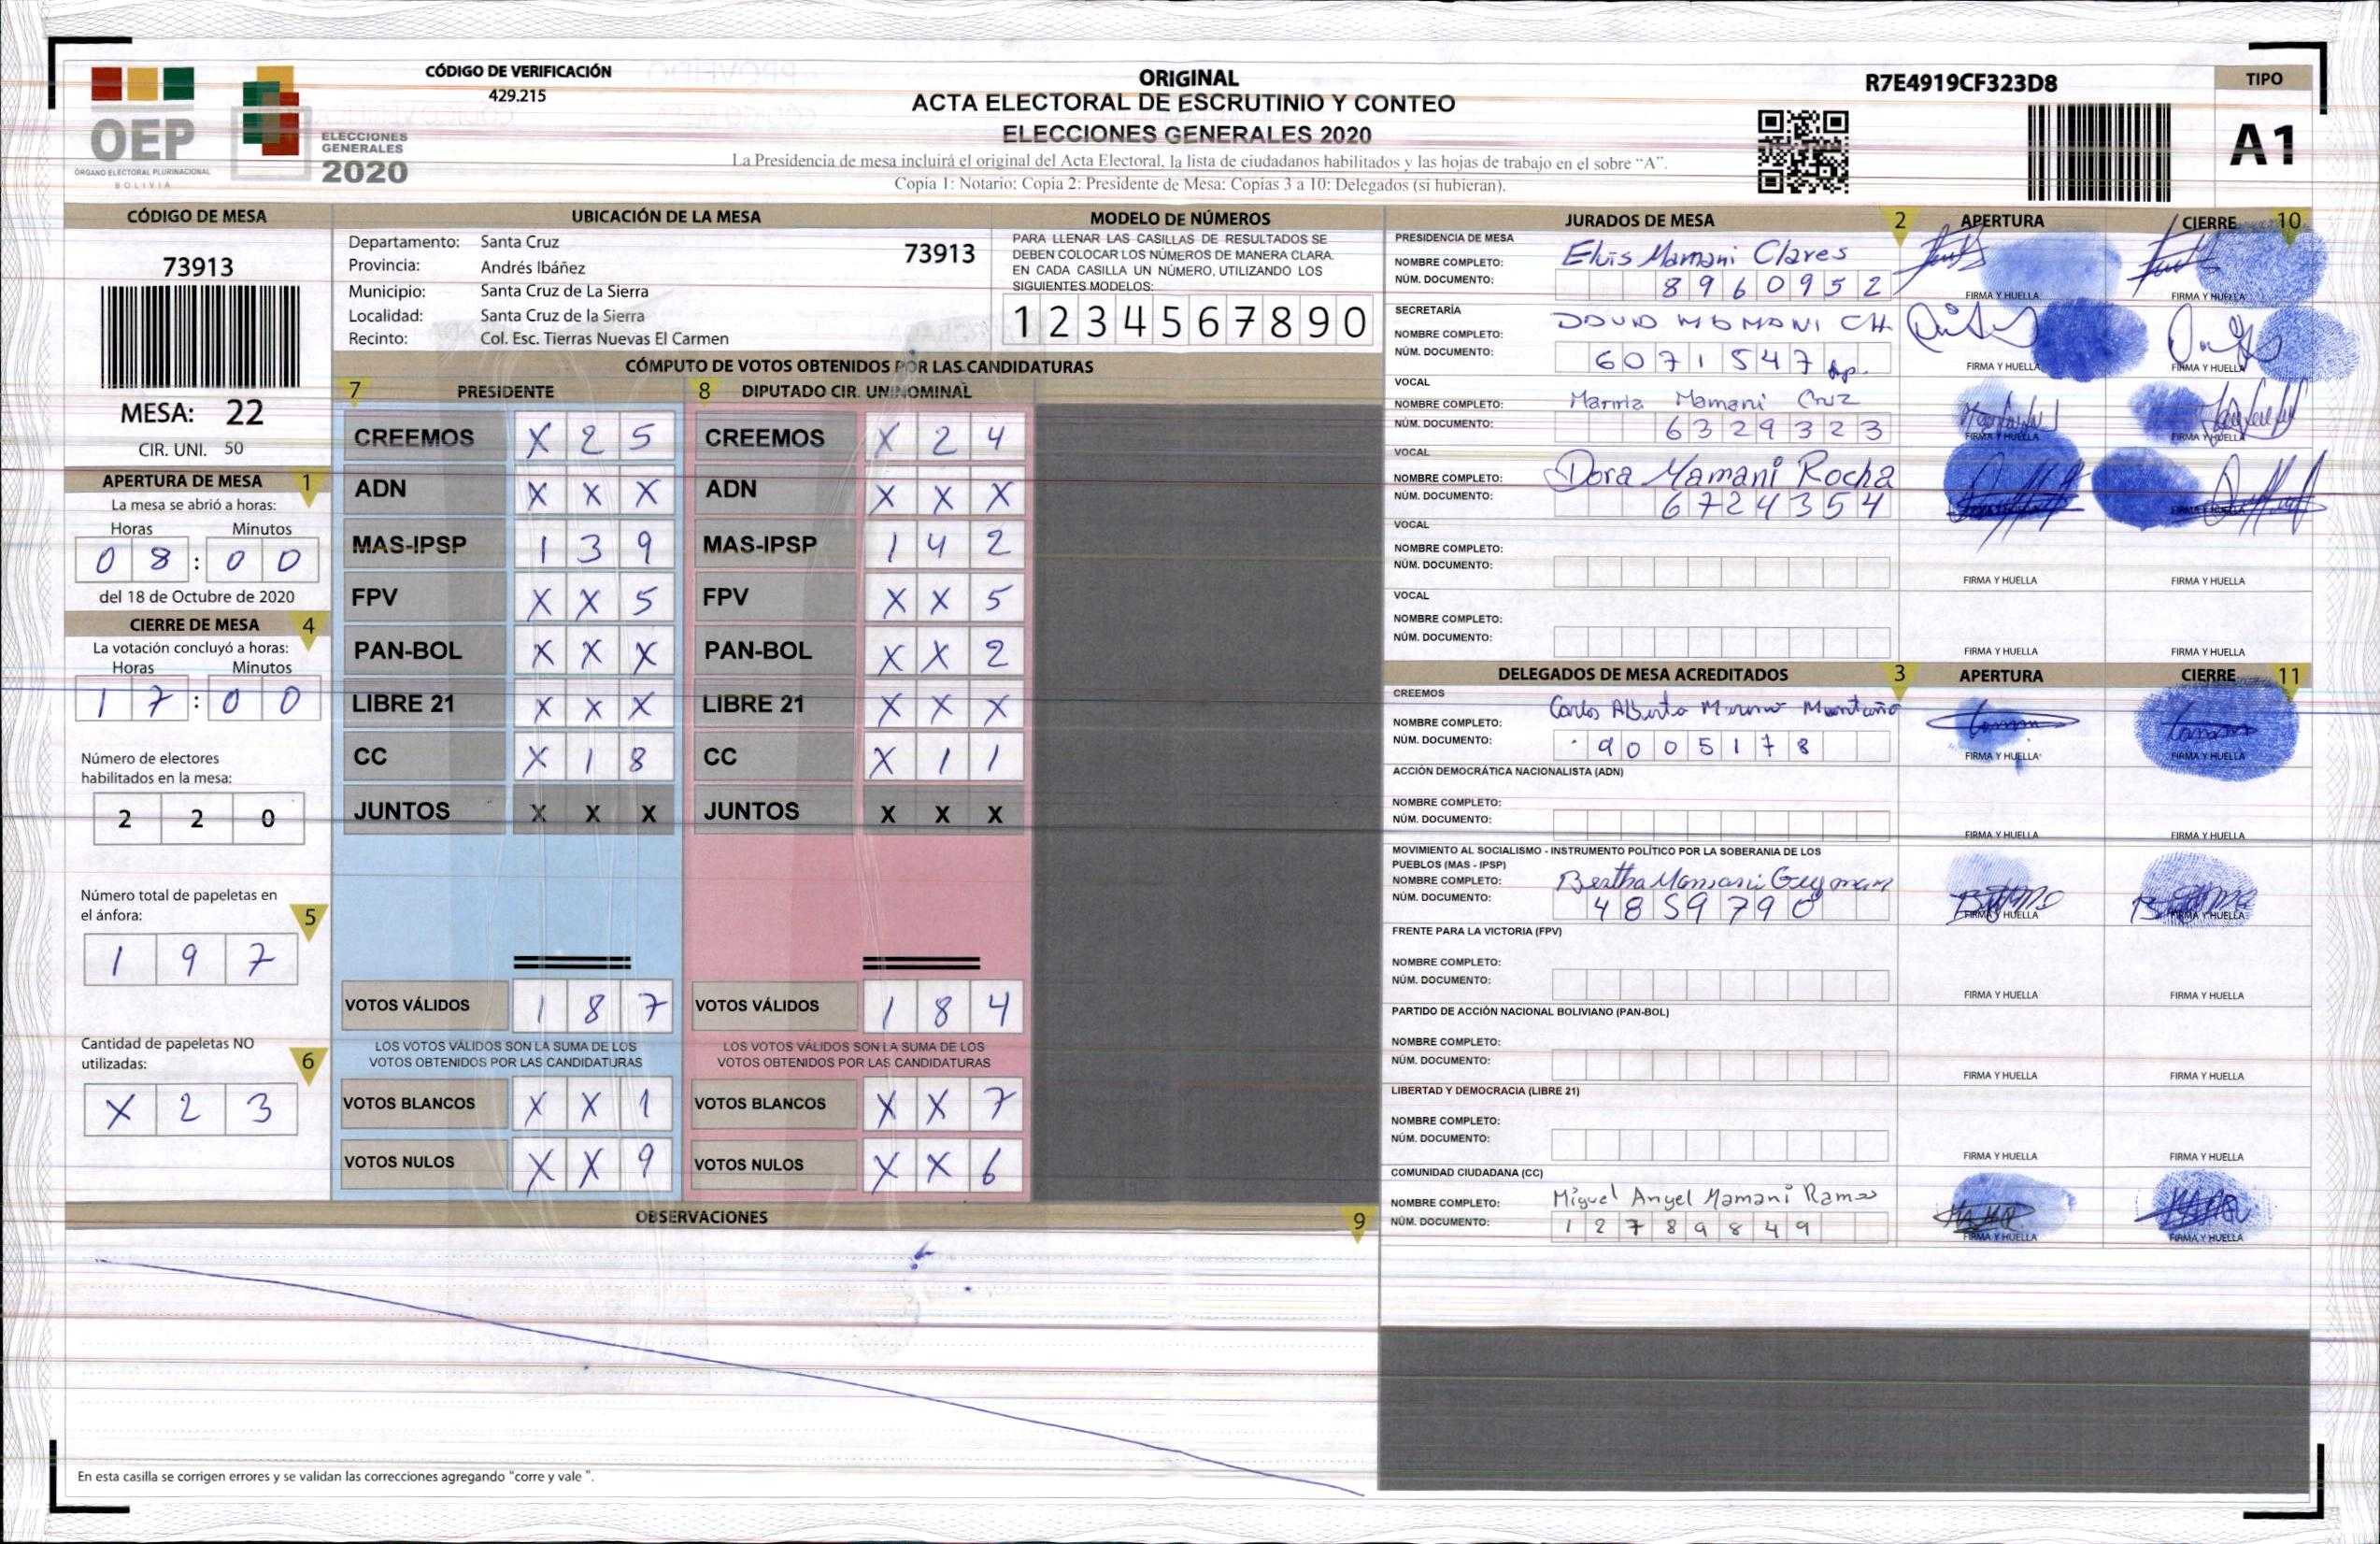 OEP
ÓRGANO ELECTORAL PLURINACIONAL
BOLIVIA
ELECCIONES
GENERALES
2020
CÓDIGO DE VERIFICACIÓN
429.215
ORIGINAL
ACTA ELECTORAL DE ESCRUTINIO Y CONTEO
ELECCIONES GENERALES 2020
La Presidencia de mesa incluirá el original del Acta Electoral, la lista de ciudadanos habilitados y las hojas de trabajo en el sobre “A”.
Copia 1: Notario: Copia 2: Presidente de Mesa: Copias 3 a 10: Delegados (si hubieran).
R7E4919CF323D8
TIPO
A1
CÓDIGO DE MESA
73913
MESA: 22
CIR. UNI. 50
APERTURA DE MESA 1
La mesa se abrió a horas:
Horas Minutos
0 8 : 0 0
del 18 de Octubre de 2020
CIERRE DE MESA 4
La votación concluyó a horas:
Horas Minutos
1 7 : 0 0
Número de electores
habilitados en la mesa:
2 2 0
Número total de papeletas en
el ánfora: 5
1 9 7
Cantidad de papeletas NO
utilizadas: 6
X 2 3
UBICACIÓN DE LA MESA
Departamento: Santa Cruz
73913
Provincia: Andrés Ibáñez
Municipio: Santa Cruz de La Sierra
Localidad: Santa Cruz de la Sierra
Recinto: Col. Esc. Tierras Nuevas El Carmen
MODELO DE NÚMEROS
PARA LLENAR LAS CASILLAS DE RESULTADOS SE
DEBEN COLOCAR LOS NÚMEROS DE MANERA CLARA.
EN CADA CASILLA UN NÚMERO, UTILIZANDO LOS
SIGUIENTES MODELOS:
1 2 3 4 5 6 7 8 9 0
CÓMPUTO DE VOTOS OBTENIDOS POR LAS CANDIDATURAS
7 PRESIDENTE
CREEMOS X 2 5
ADN X X X
MAS-IPSP 1 3 9
FPV X X 5
PAN-BOL X X X
LIBRE 21 X X X
CC X 1 8
JUNTOS X X X
VOTOS VÁLIDOS 1 8 7
LOS VOTOS VÁLIDOS SON LA SUMA DE LOS
VOTOS OBTENIDOS POR LAS CANDIDATURAS
VOTOS BLANCOS X X 1
VOTOS NULOS X X 9
8 DIPUTADO CIR. UNINOMINAL
CREEMOS X 2 4
ADN X X X
MAS-IPSP 1 4 2
FPV X X 5
PAN-BOL X X 2
LIBRE 21 X X X
CC X 1 1
JUNTOS X X X
VOTOS VÁLIDOS 1 8 4
LOS VOTOS VÁLIDOS SON LA SUMA DE LOS
VOTOS OBTENIDOS POR LAS CANDIDATURAS
VOTOS BLANCOS X X 7
VOTOS NULOS X X 6
OBSERVACIONES 9
En esta casilla se corrigen errores y se validan las correcciones agregando "corre y vale ".
JURADOS DE MESA 2 APERTURA CIERRE 10
PRESIDENCIA DE MESA
NOMBRE COMPLETO: Eluis Mamani Clares
NÚM. DOCUMENTO: 8 9 6 0 9 5 2
FIRMA Y HUELLA FIRMA Y HUELLA
SECRETARÍA
NOMBRE COMPLETO: DAVID MAMANI CH.
NÚM. DOCUMENTO: 6 0 7 1 5 4 7
FIRMA Y HUELLA FIRMA Y HUELLA
VOCAL
NOMBRE COMPLETO: Mamani Cruz
NÚM. DOCUMENTO: 6 3 2 9 3 2 3
FIRMA Y HUELLA FIRMA Y HUELLA
VOCAL
NOMBRE COMPLETO: Dora Mamani Rocha
NÚM. DOCUMENTO: 6 7 2 4 3 5 4
VOCAL
NOMBRE COMPLETO:
NÚM. DOCUMENTO:
FIRMA Y HUELLA FIRMA Y HUELLA
VOCAL
NOMBRE COMPLETO:
NÚM. DOCUMENTO:
FIRMA Y HUELLA FIRMA Y HUELLA
DELEGADOS DE MESA ACREDITADOS 3 APERTURA CIERRE 11
CREEMOS
NOMBRE COMPLETO: Carlos Alberto Montaño
NÚM. DOCUMENTO: 9 0 0 5 1 7 8
FIRMA Y HUELLA FIRMA Y HUELLA
ACCIÓN DEMOCRÁTICA NACIONALISTA (ADN)
NOMBRE COMPLETO:
NÚM. DOCUMENTO:
FIRMA Y HUELLA FIRMA Y HUELLA
MOVIMIENTO AL SOCIALISMO - INSTRUMENTO POLÍTICO POR LA SOBERANIA DE LOS
PUEBLOS (MAS - IPSP)
NOMBRE COMPLETO: Bertha Mamani Guzman
NÚM. DOCUMENTO: 4 8 5 9 7 9 0
FIRMA Y HUELLA FIRMA Y HUELLA
FRENTE PARA LA VICTORIA (FPV)
NOMBRE COMPLETO:
NÚM. DOCUMENTO:
FIRMA Y HUELLA FIRMA Y HUELLA
PARTIDO DE ACCIÓN NACIONAL BOLIVIANO (PAN-BOL)
NOMBRE COMPLETO:
NÚM. DOCUMENTO:
FIRMA Y HUELLA FIRMA Y HUELLA
LIBERTAD Y DEMOCRACIA (LIBRE 21)
NOMBRE COMPLETO:
NÚM. DOCUMENTO:
FIRMA Y HUELLA FIRMA Y HUELLA
COMUNIDAD CIUDADANA (CC)
NOMBRE COMPLETO: Miguel Angel Mamani Ramos
NÚM. DOCUMENTO: 1 2 7 8 9 8 4 9
FIRMA Y HUELLA FIRMA Y HUELLA